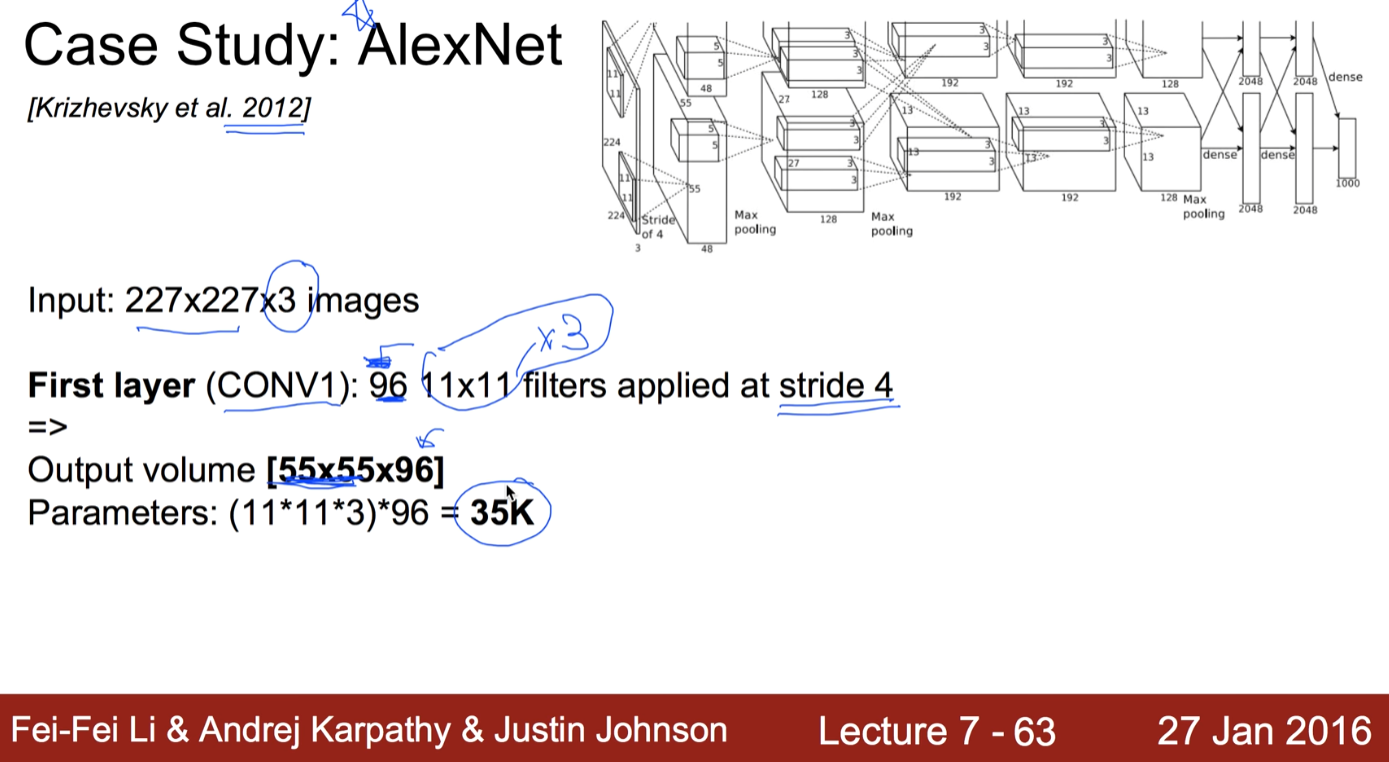 Case Study: AlexNet
[Krizhevsky et al. 2012]
11
11
224
11
11
224
Stride
of 4
3
5
5
48
55
5
5
55
48
Max
pooling
27
128
3
3
3
3
27
3
3
128
Max
pooling
3
3
192
13
3
3
13
192
3
3
192
13
3
3
13
192
128
13
13
128
Max
pooling
2048
2048
dense
dense
dense
2048
2048
1000
Input: 227x227x3 images
x3
First layer (CONV1): 96 11x11 filters applied at stride 4
=>
Output volume [55x55x96]
Parameters: (11*11*3)*96 = 35K
Fei-Fei Li & Andrej Karpathy & Justin Johnson
Lecture 7 - 63
27 Jan 2016